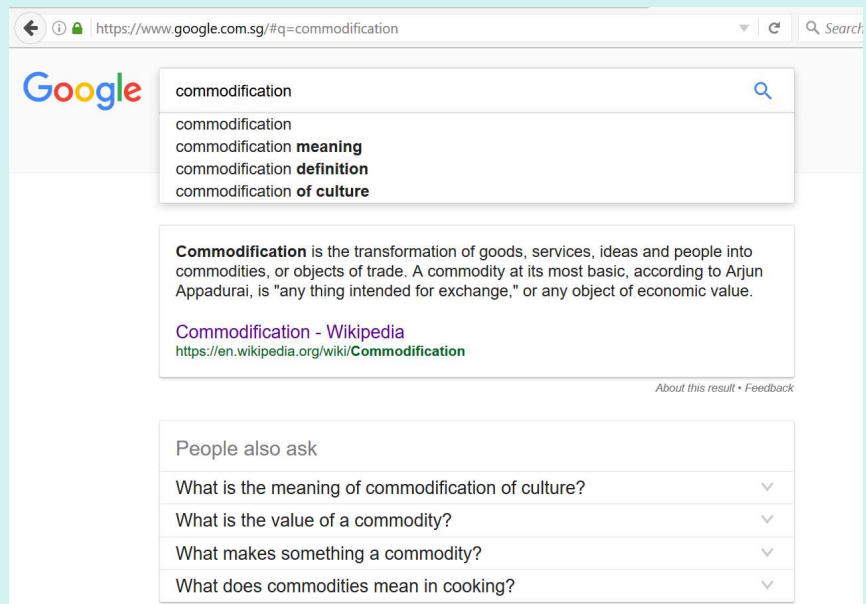 https://www.google.com.sg/#q=commodification
Search
Google
commodification
commodification
commodification meaning
commodification definition
commodification of culture
Commodification is the transformation of goods, services, ideas and people into
commodities, or objects of trade. A commodity at its most basic, according to Arjun
Appadurai, is "any thing intended for exchange," or any object of economic value.
Commodification - Wikipedia
https://en.wikipedia.org/wiki/Commodification
About this result • Feedback
People also ask
What is the meaning of commodification of culture?
What is the value of a commodity?
What makes something a commodity?
What does commodities mean in cooking?